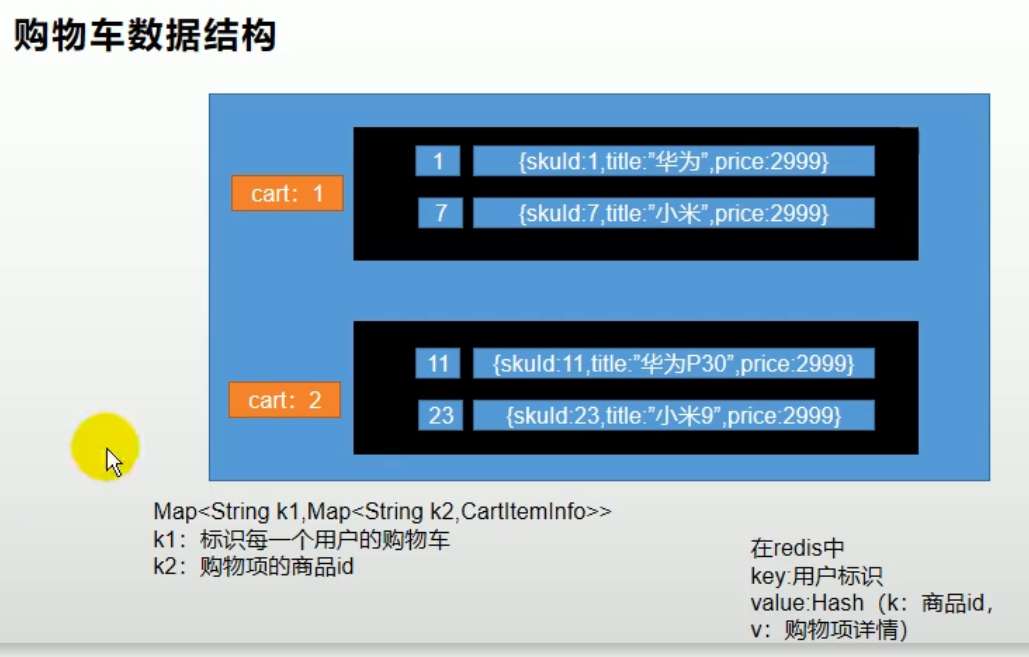 购物车数据结构
cart：1
1 {skuId:1,title:”华为”,price:2999}
7 {skuId:7,title:”小米”,price:2999}
cart：2
11 {skuId:11,title:”华为P30”,price:2999}
23 {skuId:23,title:”小米9”,price:2999}
Map<String k1,Map<String k2,CartItemInfo>>
k1：标识每一个用户的购物车
k2：购物项的商品id
在redis中
key:用户标识
value:Hash（k：商品id，
v：购物项详情）